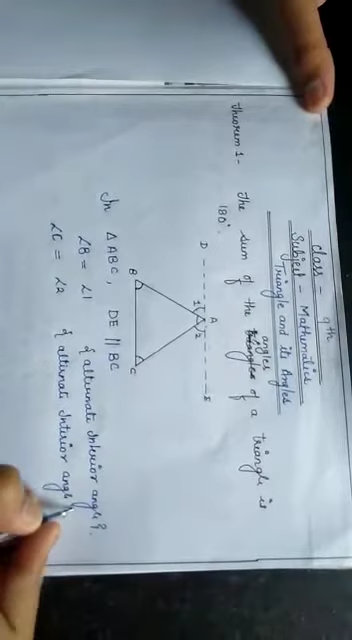 Class - 9th
Subject - Mathematics
Triangle and its Angles
Theorem 1- The sum of the angles of a triangle is
180°.
D A E
1 2
B C
In △ABC, DE || BC
∠B = ∠1 { alternate Interior angle }.
∠C = ∠2 { alternate Interior angl